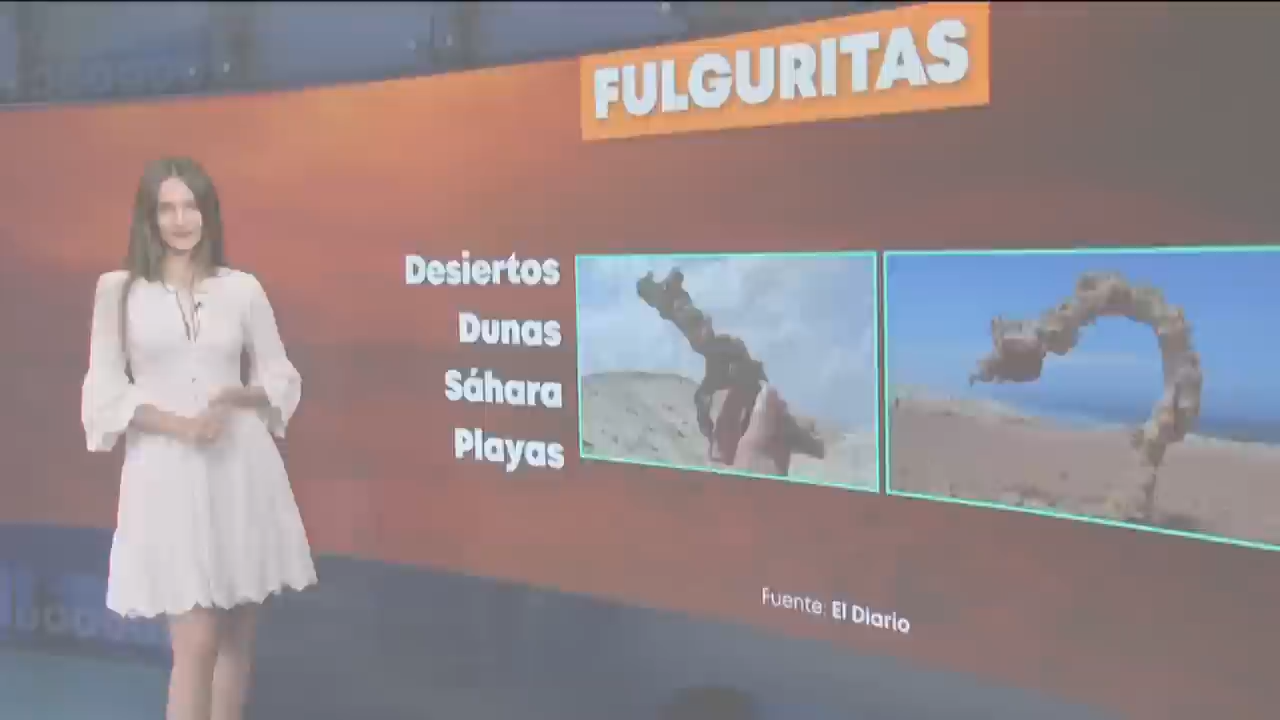 FULGURITAS
Desiertos
Dunas
Sáhara
Playas
Fuente: El Diario